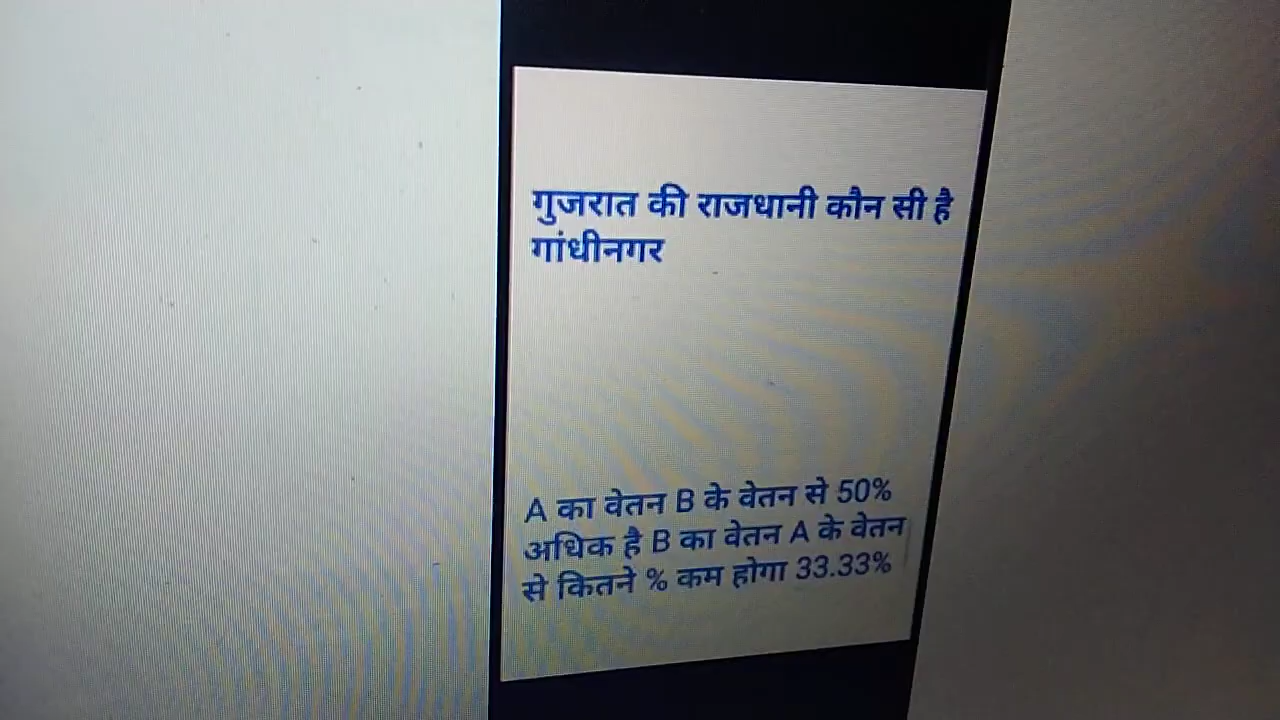 गुजरात की राजधानी कौन सी है
गांधीनगर
A का वेतन B के वेतन से 50%
अधिक है B का वेतन A के वेतन
से कितने % कम होगा 33.33%